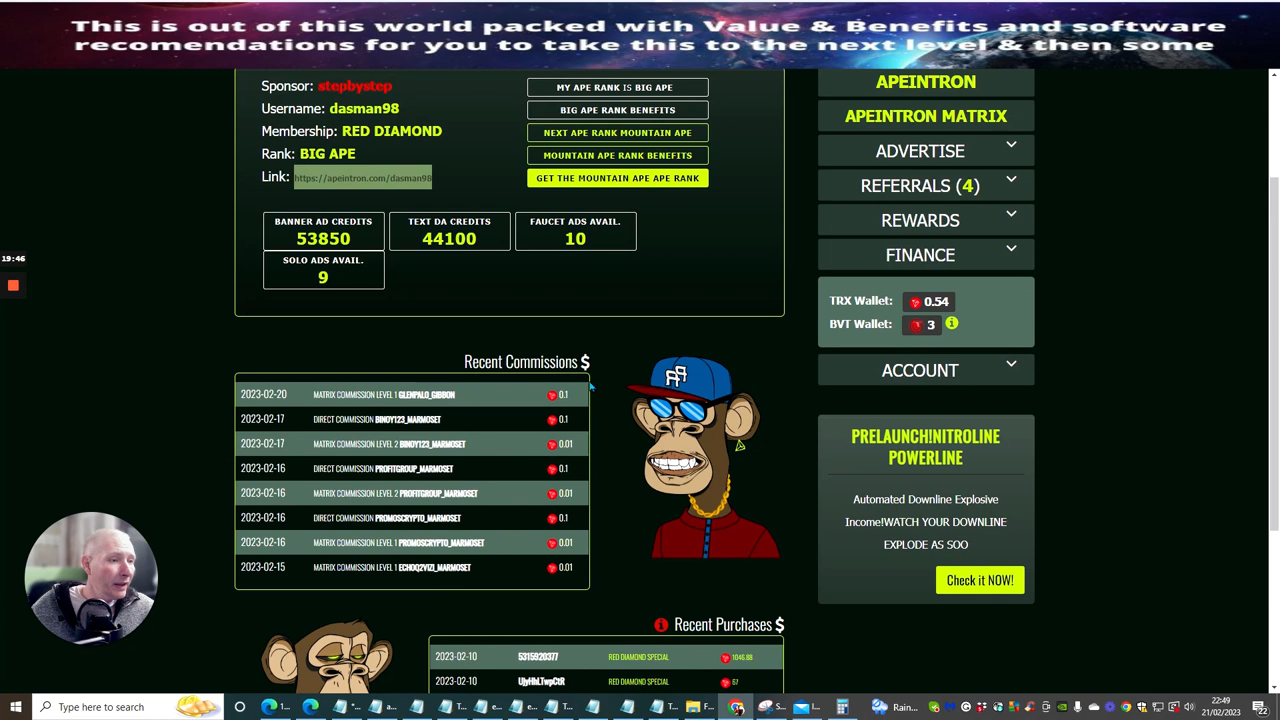 This is out of this world packed with Value & Benefits and software
recomendations for you to take this to the next level & then some
Sponsor: stepbystep
Username: dasman98
Membership: RED DIAMOND
Rank: BIG APE
Link: https://apeintron.com/dasman98
MY APE RANK IS BIG APE
BIG APE RANK BENEFITS
NEXT APE RANK MOUNTAIN APE
MOUNTAIN APE RANK BENEFITS
GET THE MOUNTAIN APE APE RANK
BANNER AD CREDITS
53850
TEXT DA CREDITS
44100
FAUCET ADS AVAIL.
10
SOLO ADS AVAIL.
9
19:46
Recent Commissions $
2023-02-20 MATRIX COMMISSION LEVEL 1 GLENPALO_GIBBON 0.1
2023-02-17 DIRECT COMMISSION BINOY123_MARMOSET 0.1
2023-02-17 MATRIX COMMISSION LEVEL 2 BINOY123_MARMOSET 0.01
2023-02-16 DIRECT COMMISSION PROFITGROUP_MARMOSET 0.1
2023-02-16 MATRIX COMMISSION LEVEL 2 PROFITGROUP_MARMOSET 0.01
2023-02-16 DIRECT COMMISSION PROMOSCRYPTO_MARMOSET 0.1
2023-02-16 MATRIX COMMISSION LEVEL 1 PROMOSCRYPTO_MARMOSET 0.01
2023-02-15 MATRIX COMMISSION LEVEL 1 ECHOQ2VIZI_MARMOSET 0.01
Recent Purchases $
2023-02-10 5315920377 RED DIAMOND SPECIAL 1046.88
2023-02-10 UjyHhLTwpCtR RED DIAMOND SPECIAL 57
APEINTRON
APEINTRON MATRIX
ADVERTISE
REFERRALS (4)
REWARDS
FINANCE
TRX Wallet: 0.54
BVT Wallet: 3
ACCOUNT
PRELAUNCH!NITROLINE
POWERLINE
Automated Downline Explosive
Income!WATCH YOUR DOWNLINE
EXPLODE AS SOO
Check it NOW!
Type here to search
Rain...
22:49
21/02/2023
22